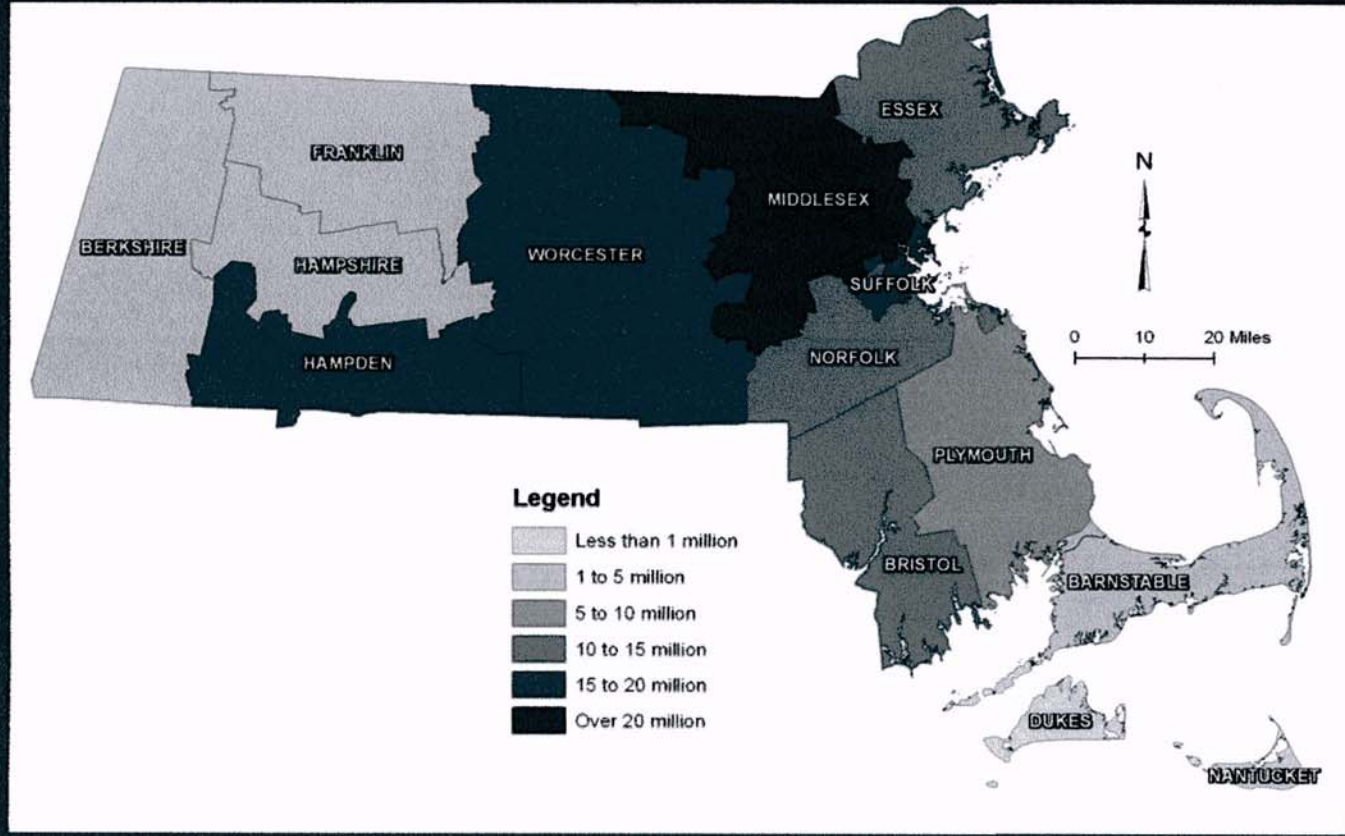 ESSEX
N
FRANKLIN
MIDDLESEX
BERKSHIRE
WORCESTER
HAMPSHIRE
SUFFOLK
0 10 20 Miles
HAMPDEN
NORFOLK
PLYMOUTH
Legend
Less than 1 million
1 to 5 million
5 to 10 million
10 to 15 million
15 to 20 million
Over 20 million
BRISTOL
BARNSTABLE
DUKES
NANTUCKET